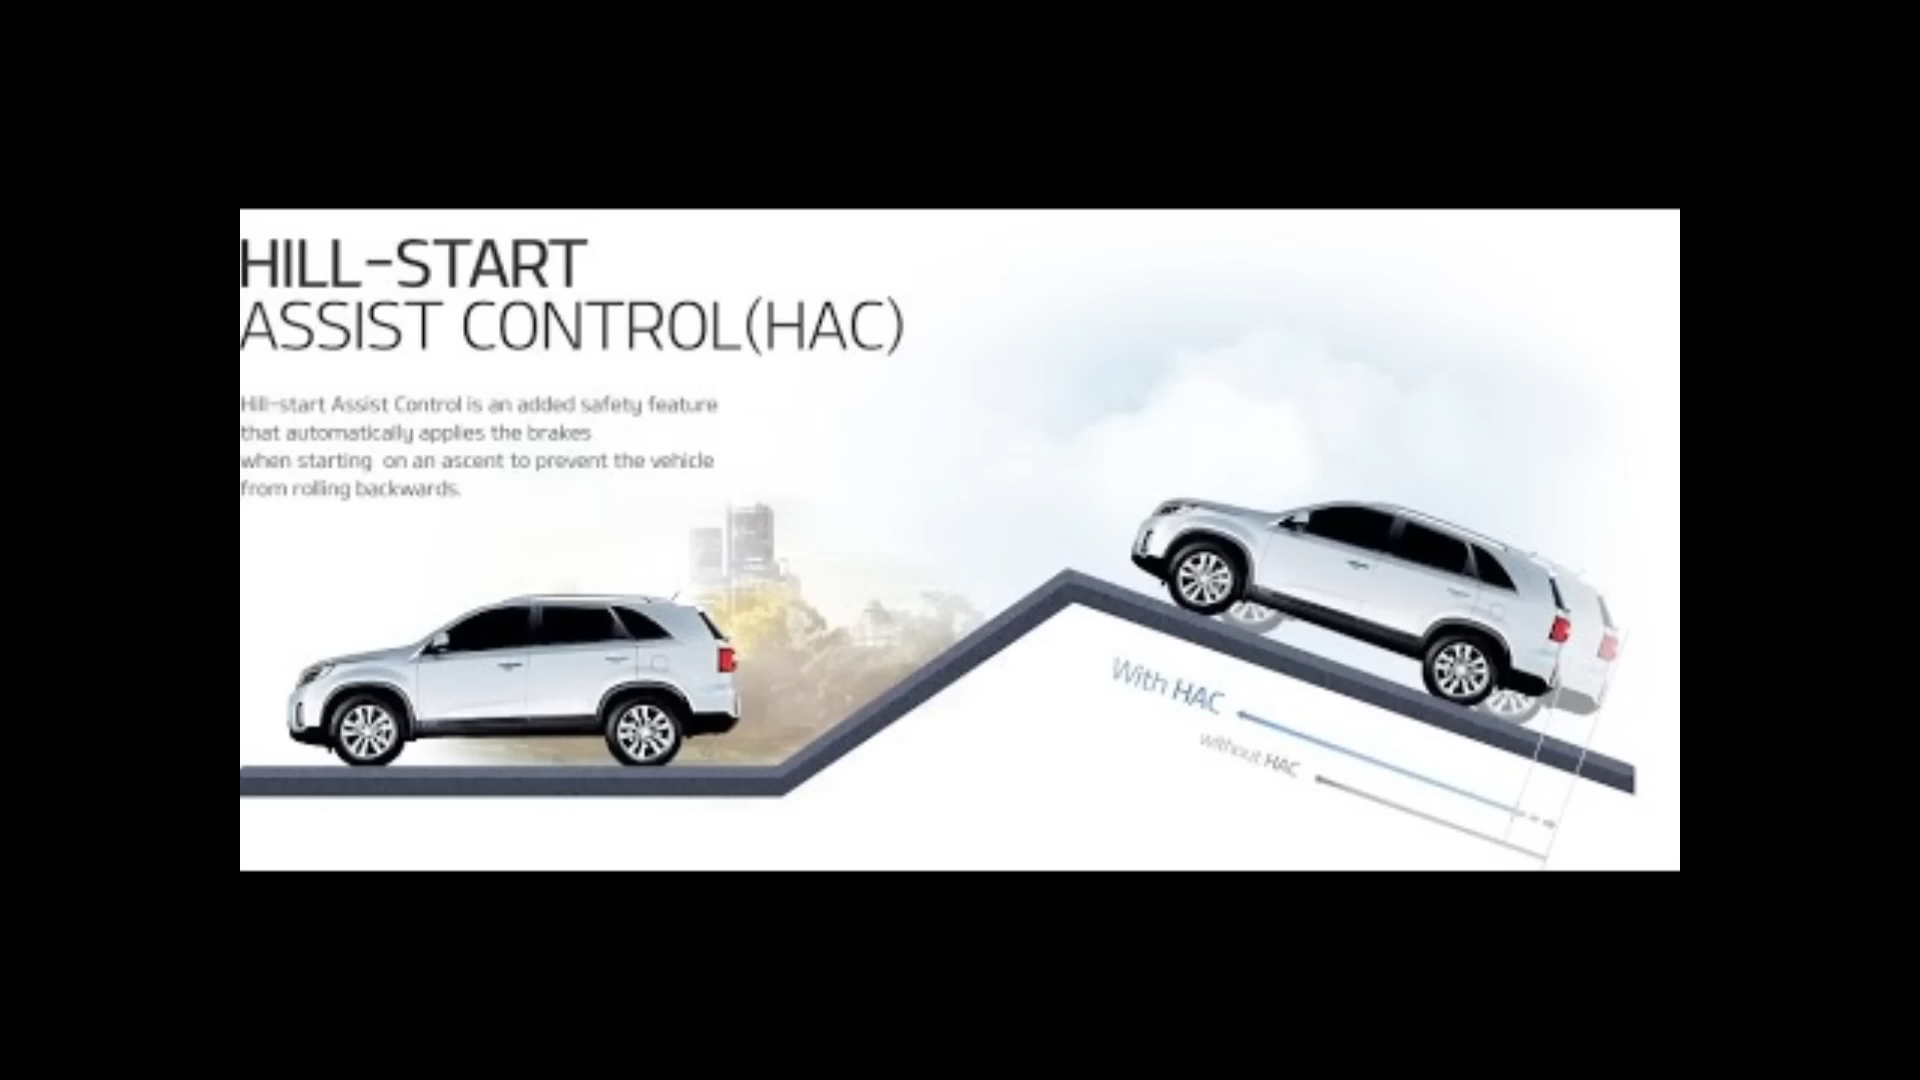 HILL-START
ASSIST CONTROL(HAC)
Hill-start Assist Control is an added safety feature
that automatically applies the brakes
when starting on an ascent to prevent the vehicle
from rolling backwards.
With HAC
without HAC